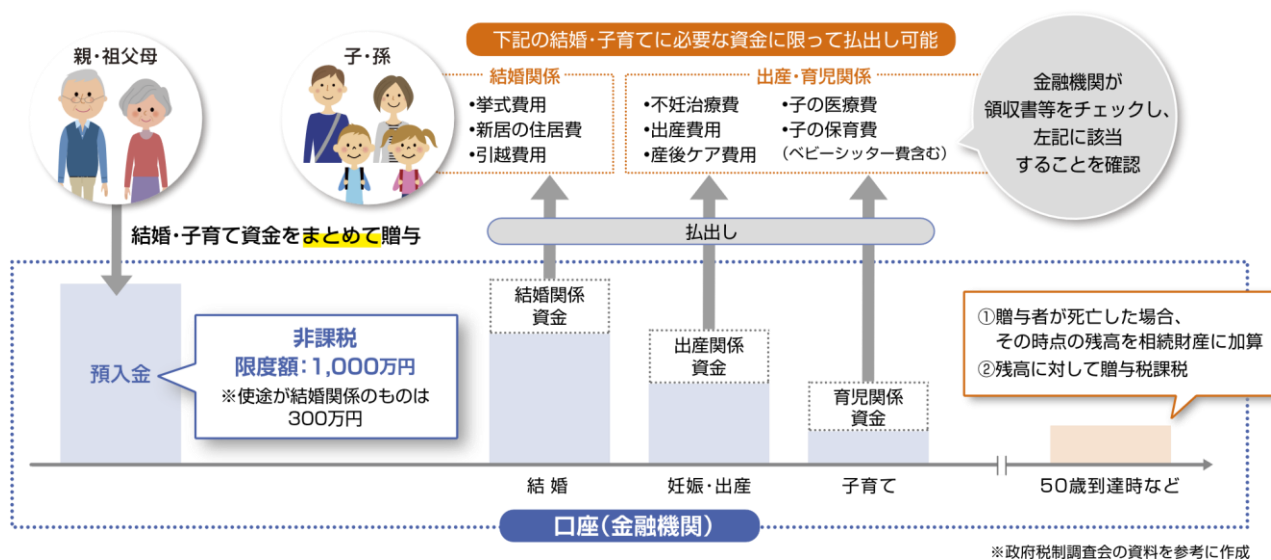 親・祖父母
子・孫
下記の結婚・子育てに必要な資金に限って払出し可能
結婚関係
•挙式費用
•新居の住居費
•引越費用
出産・育児関係
•不妊治療費
•出産費用
•産後ケア費用
•子の医療費
•子の保育費
(ベビーシッター費含む)
金融機関が
領収書等をチェックし、
左記に該当
することを確認
結婚・子育て資金をまとめて贈与
払出し
預入金
非課税
限度額:1,000万円
※使途が結婚関係のものは
300万円
結婚関係
資金
出産関係
資金
育児関係
資金
①贈与者が死亡した場合、
その時点の残高を相続財産に加算
②残高に対して贈与税課税
結婚
妊娠・出産
子育て
50歳到達時など
口座(金融機関)
※政府税制調査会の資料を参考に作成